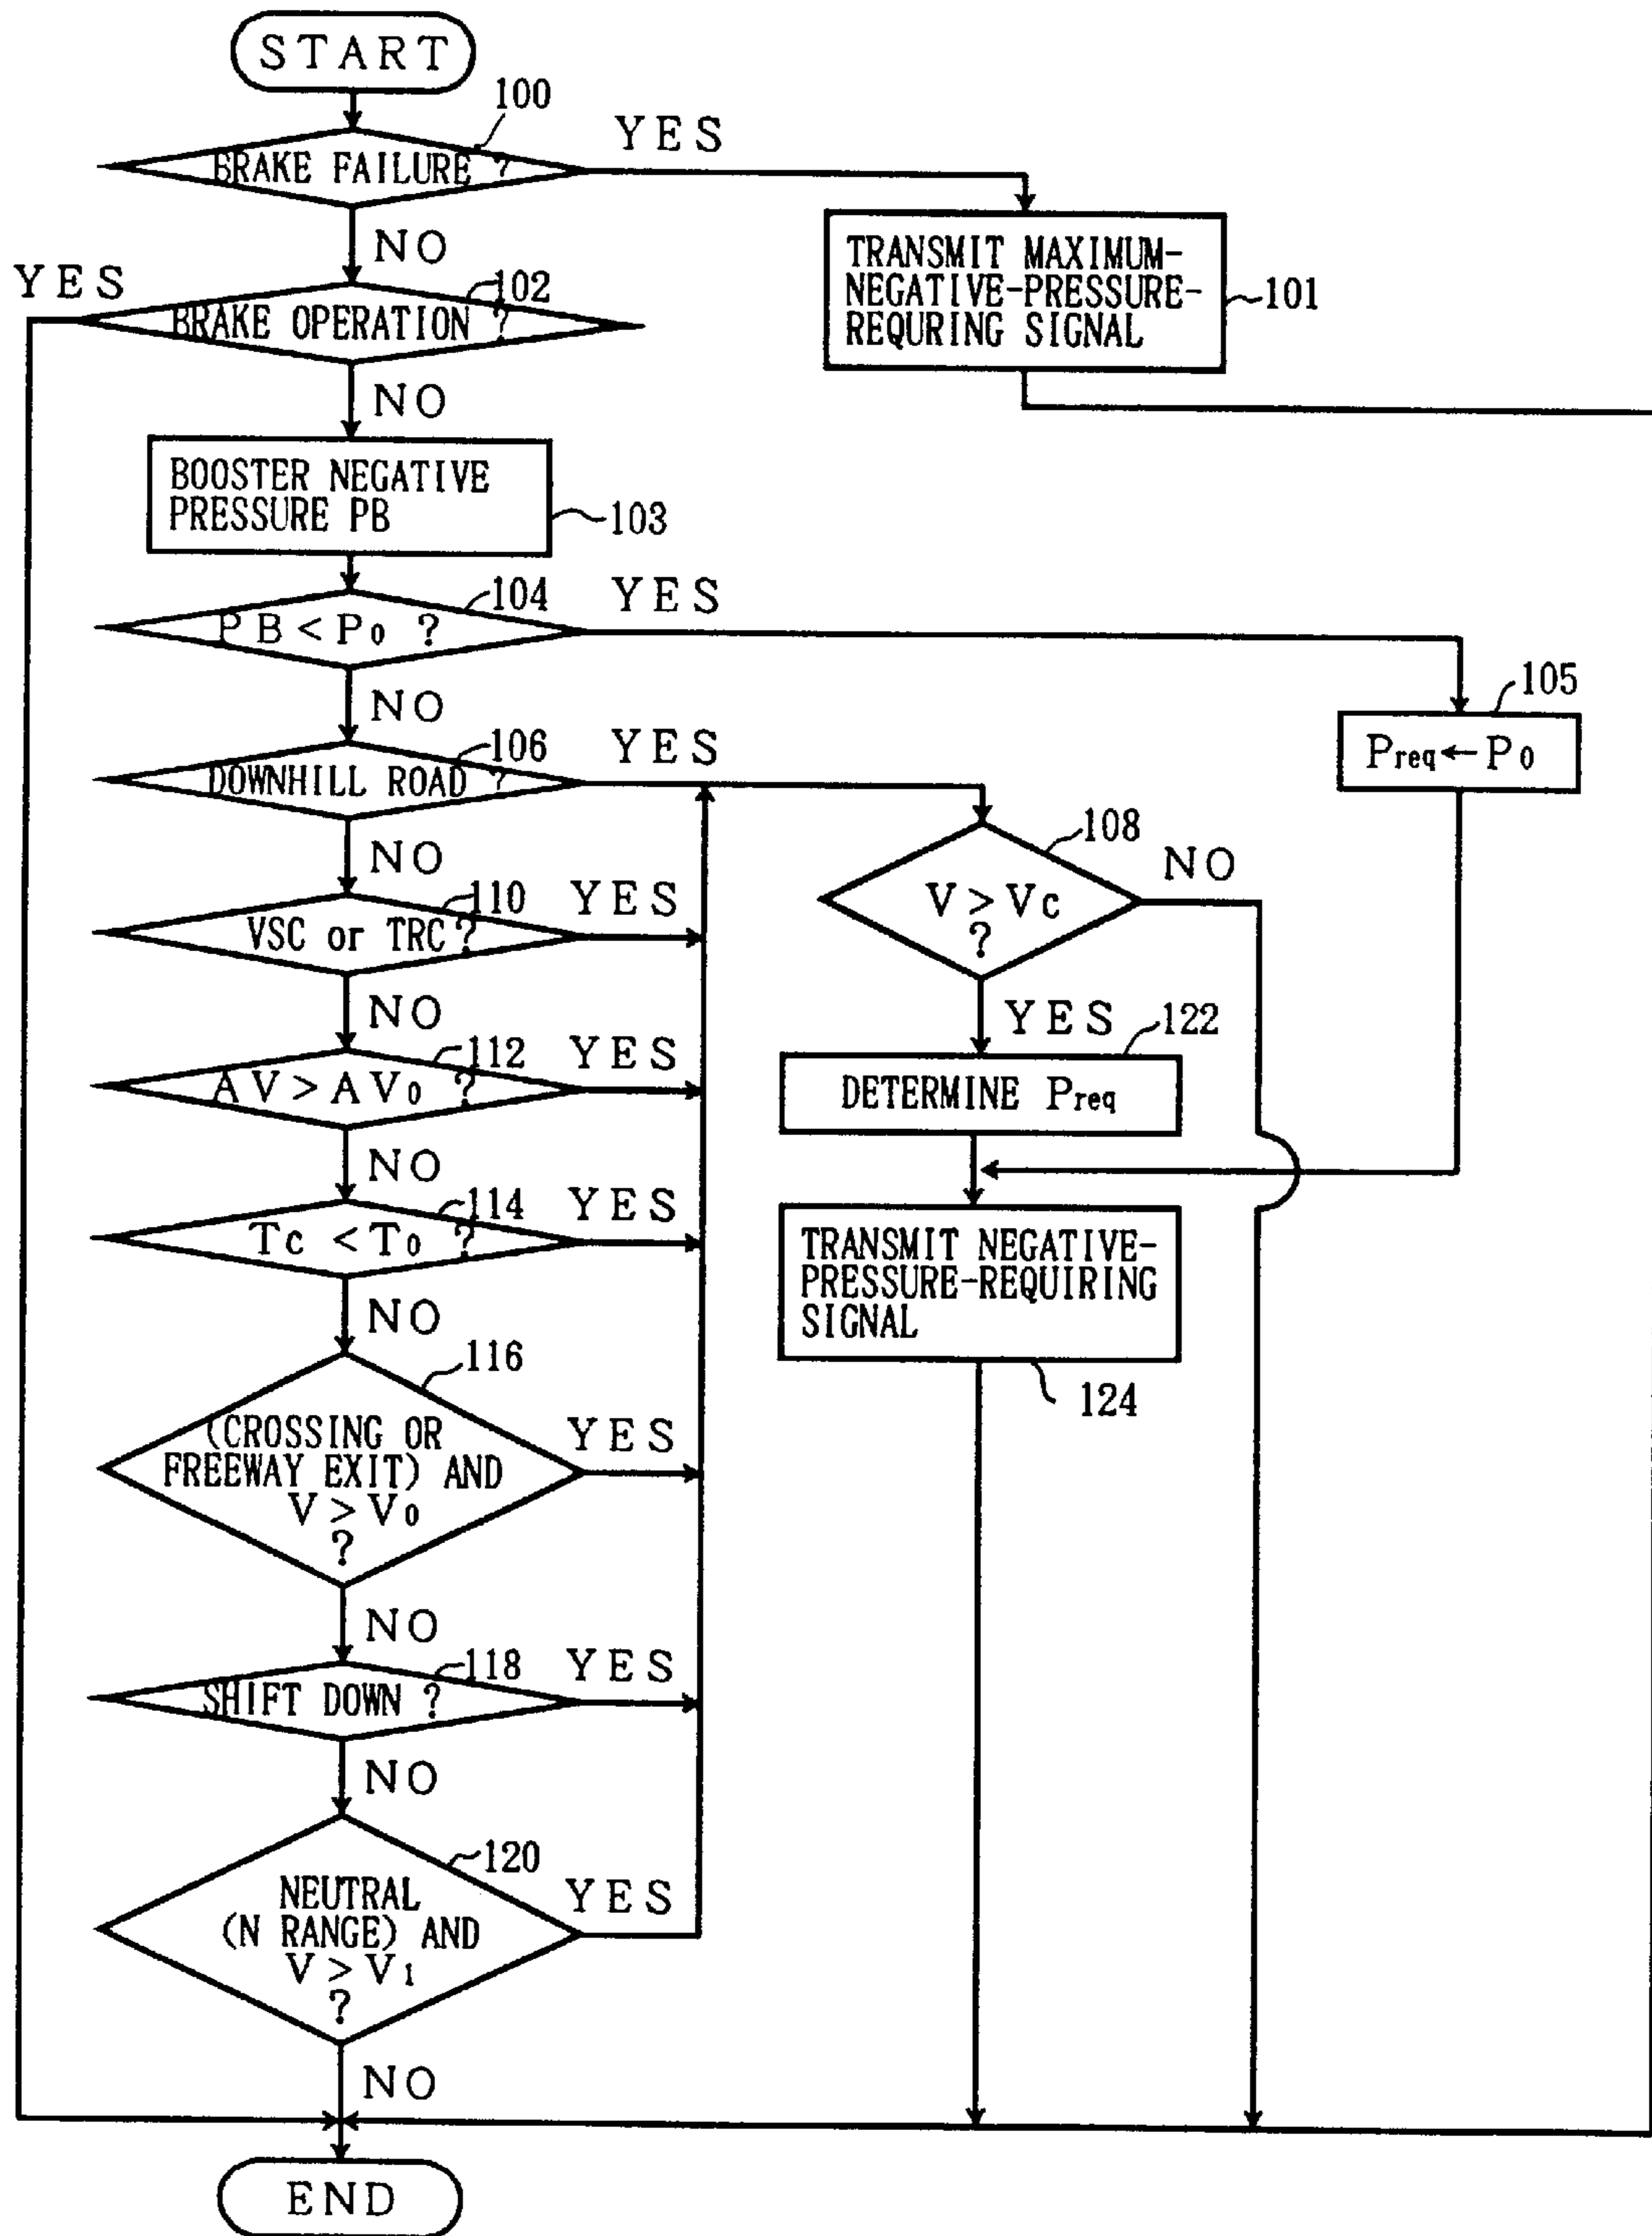 START
100
BRAKE FAILURE ?
YES
NO
TRANSMIT MAXIMUM-
NEGATIVE-PRESSURE-
REQURING SIGNAL
101
YES
102
BRAKE OPERATION ?
NO
BOOSTER NEGATIVE
PRESSURE PB
103
104
PB < P0 ?
YES
NO
105
Preq ← P0
106
DOWNHILL ROAD ?
YES
NO
108
V > Vc
?
NO
YES
110
VSC or TRC ?
YES
NO
122
DETERMINE Preq
112
AV > AV0 ?
YES
NO
114
Tc < T0 ?
YES
NO
TRANSMIT NEGATIVE-
PRESSURE-REQUIRING
SIGNAL
124
116
(CROSSING OR
FREEWAY EXIT) AND
V > V0
?
YES
NO
118
SHIFT DOWN ?
YES
NO
120
NEUTRAL
(N RANGE) AND
V > V1
?
YES
NO
END